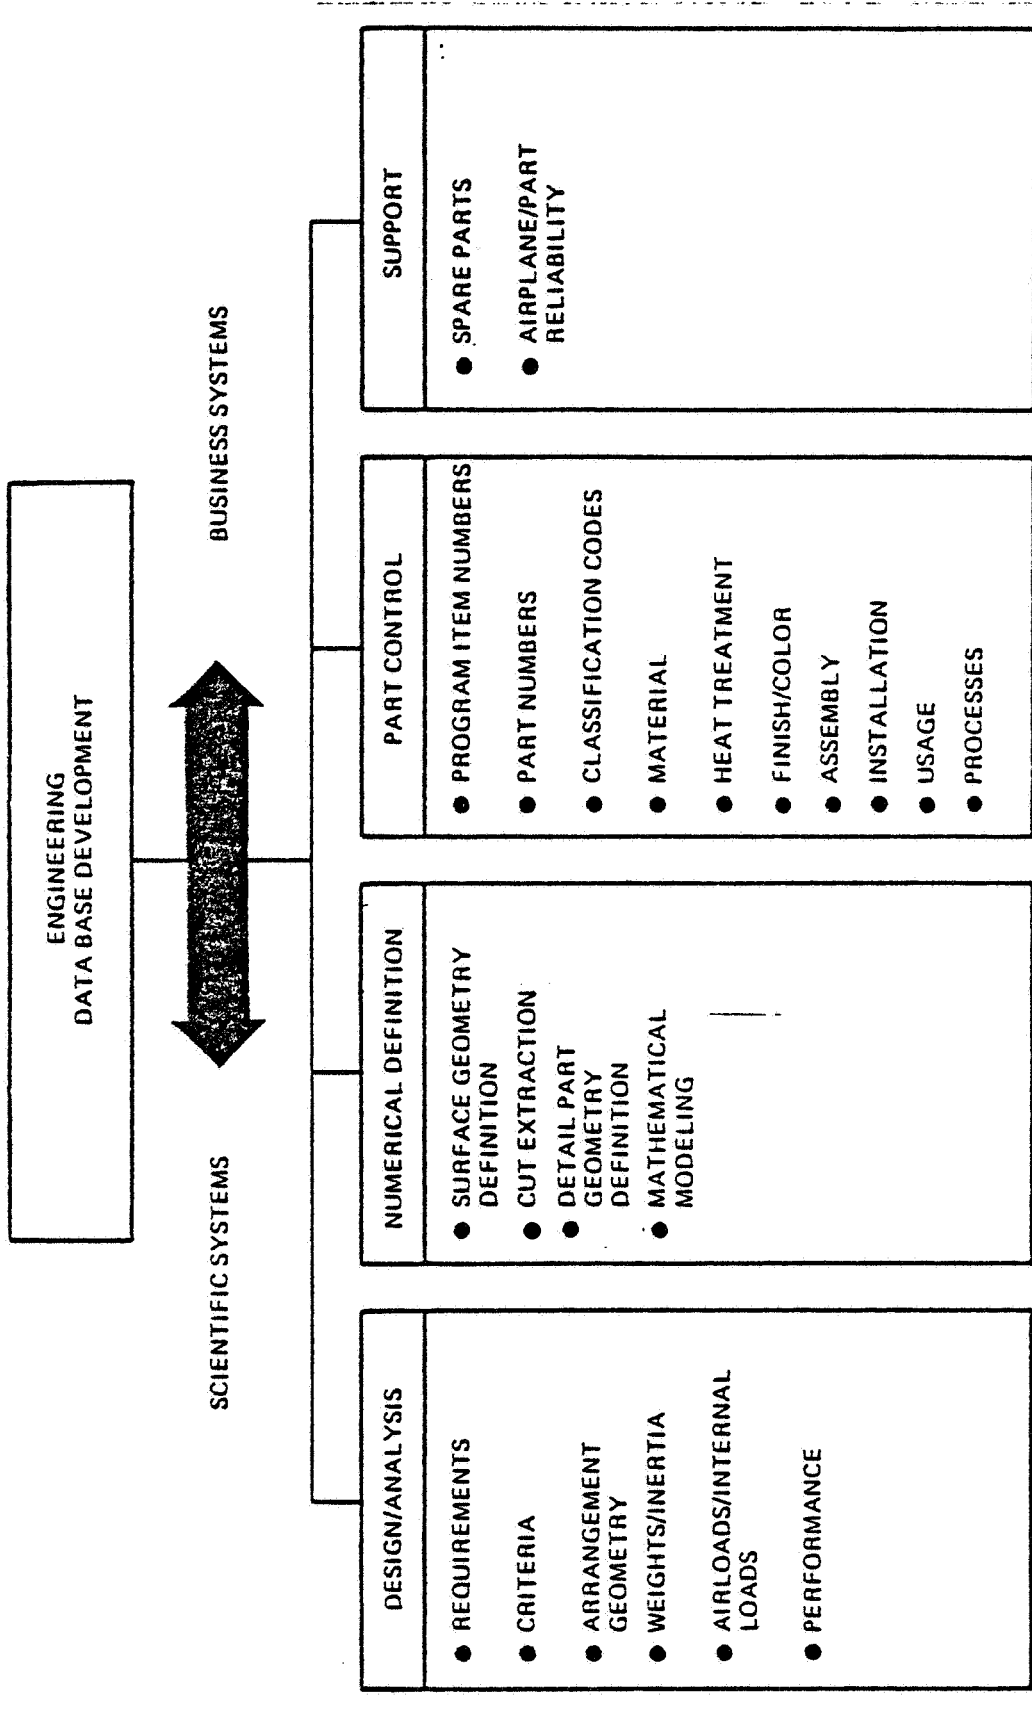 ENGINEERING
DATA BASE DEVELOPMENT
SCIENTIFIC SYSTEMS
BUSINESS SYSTEMS
DESIGN/ANALYSIS
● REQUIREMENTS
● CRITERIA
● ARRANGEMENT
GEOMETRY
● WEIGHTS/INERTIA
● AIRLOADS/INTERNAL
LOADS
● PERFORMANCE
NUMERICAL DEFINITION
● SURFACE GEOMETRY
DEFINITION
● CUT EXTRACTION
● DETAIL PART
GEOMETRY
DEFINITION
● MATHEMATICAL
MODELING
PART CONTROL
● PROGRAM ITEM NUMBERS
● PART NUMBERS
● CLASSIFICATION CODES
● MATERIAL
● HEAT TREATMENT
● FINISH/COLOR
● ASSEMBLY
● INSTALLATION
● USAGE
● PROCESSES
SUPPORT
● SPARE PARTS
● AIRPLANE/PART
RELIABILITY